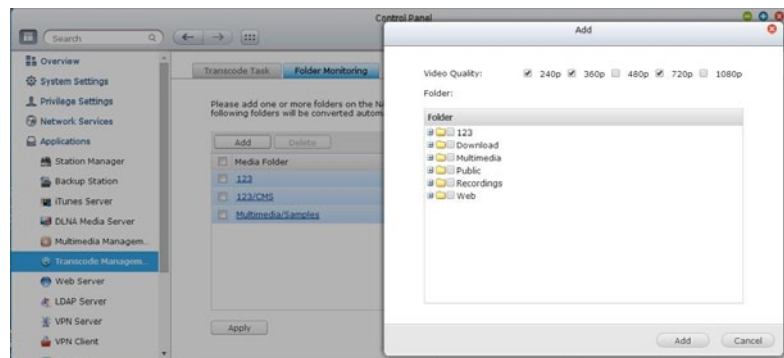 Control Panel
Search
Overview
System Settings
Privilege Settings
Network Services
Applications
Station Manager
Backup Station
iTunes Server
DLNA Media Server
Multimedia Managem..
Transcode Managem..
Web Server
LDAP Server
VPN Server
VPN Client
Transcode Task
Folder Monitoring
Please add one or more folders on the
following folders will be converted
Add
Delete
Media Folder
123
123/CMS
Multimedia/Samples
Apply
Add
Video Quality:
240p
360p
480p
720p
1080p
Folder:
Folder
123
Download
Multimedia
Public
Recordings
Web
Add
Cancel